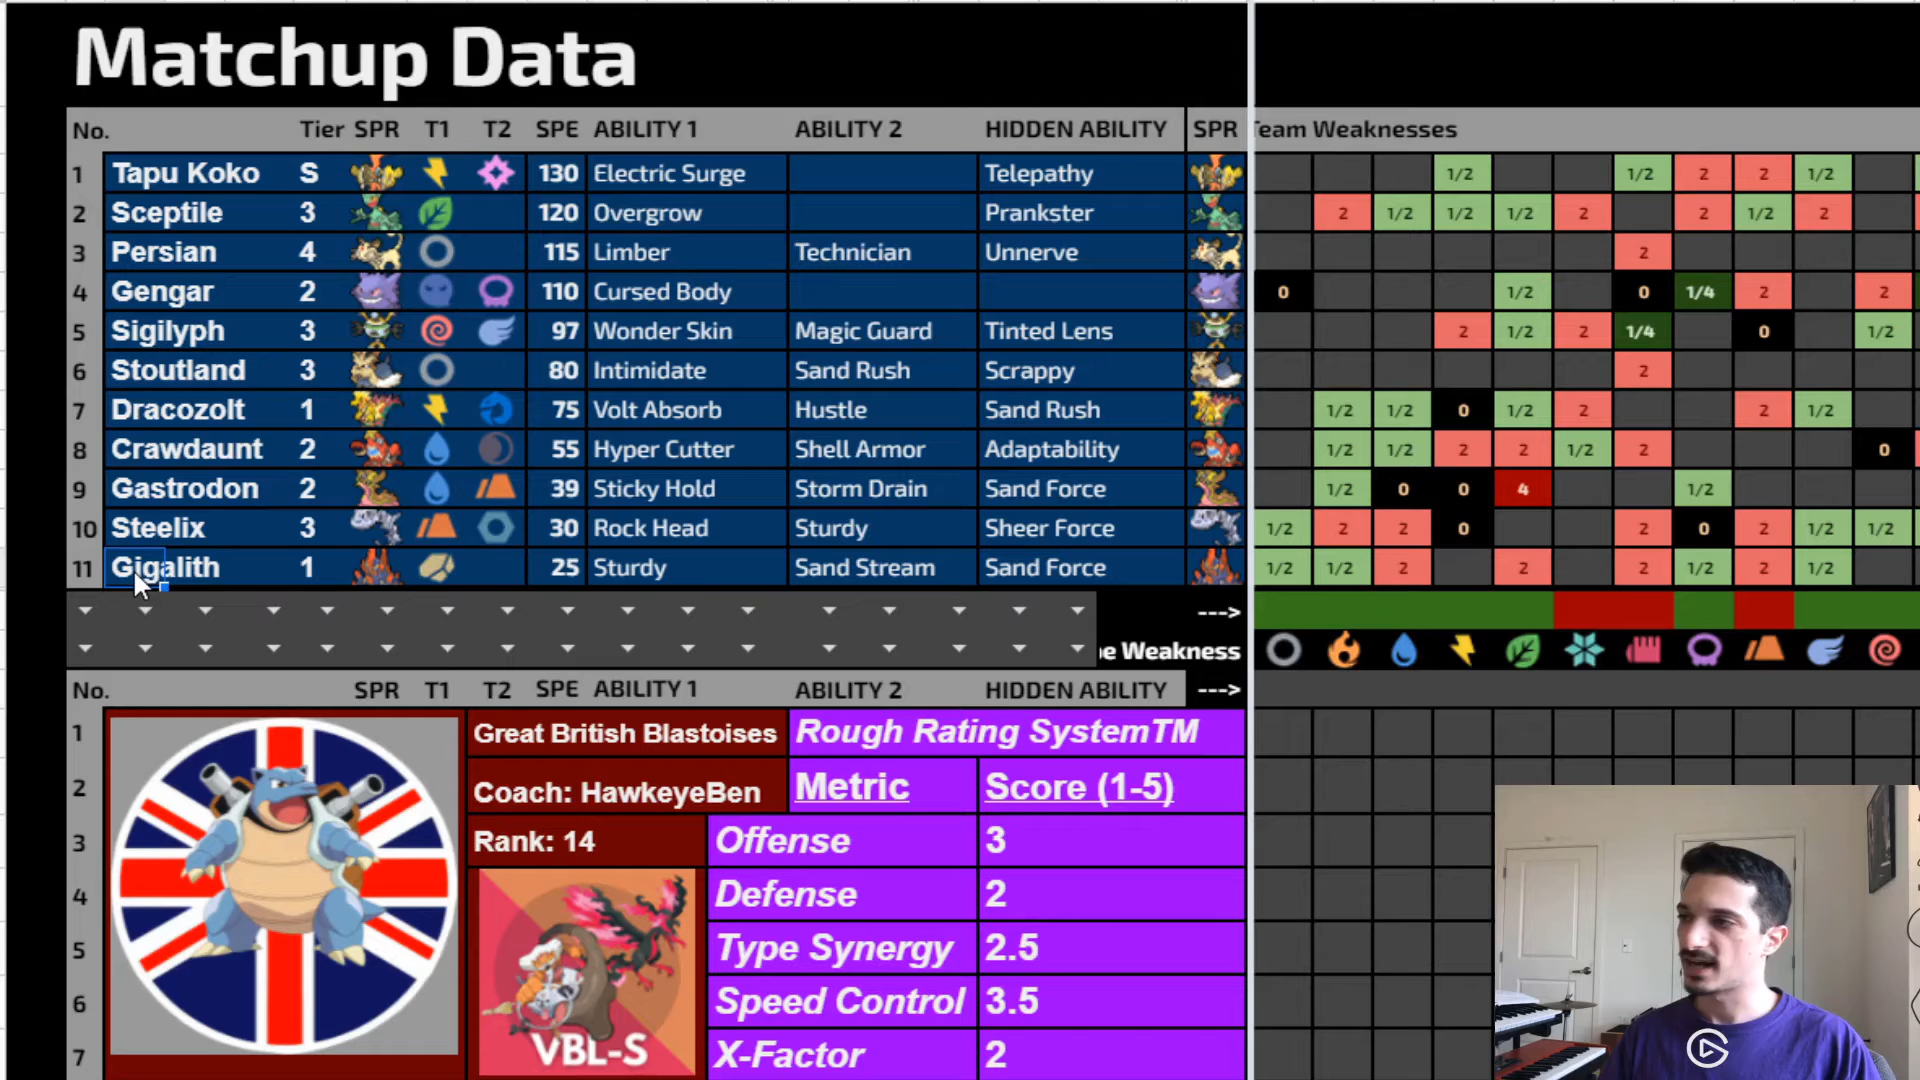 Matchup Data
No. Tier SPR T1 T2 SPE ABILITY 1 ABILITY 2 HIDDEN ABILITY SPR Team Weaknesses
1 Tapu Koko S 130 Electric Surge Telepathy 1/2 1/2 2 2 1/2
2 Sceptile 3 120 Overgrow Prankster 2 1/2 1/2 1/2 2 2 1/2 2
3 Persian 4 115 Limber Technician Unnerve 2
4 Gengar 2 110 Cursed Body 0 1/2 0 1/4 2 2
5 Sigilyph 3 97 Wonder Skin Magic Guard Tinted Lens 2 1/2 2 1/4 0 1/2
6 Stoutland 3 80 Intimidate Sand Rush Scrappy 2
7 Dracozolt 1 75 Volt Absorb Hustle Sand Rush 1/2 1/2 0 1/2 2 2 1/2
8 Crawdaunt 2 55 Hyper Cutter Shell Armor Adaptability 1/2 1/2 2 2 1/2 2 0
9 Gastrodon 2 39 Sticky Hold Storm Drain Sand Force 1/2 0 0 4 1/2
10 Steelix 3 30 Rock Head Sturdy Sheer Force 1/2 2 2 0 2 0 2 1/2 1/2
11 Gigalith 1 25 Sturdy Sand Stream Sand Force 1/2 1/2 2 2 2 1/2 2 1/2
--->
Weakness
No. SPR T1 T2 SPE ABILITY 1 ABILITY 2 HIDDEN ABILITY --->
1 Great British Blastoises Rough Rating SystemTM
2 Coach: HawkeyeBen Metric Score (1-5)
3 Rank: 14 Offense 3
4 Defense 2
5 Type Synergy 2.5
6 Speed Control 3.5
7 VBL-S X-Factor 2